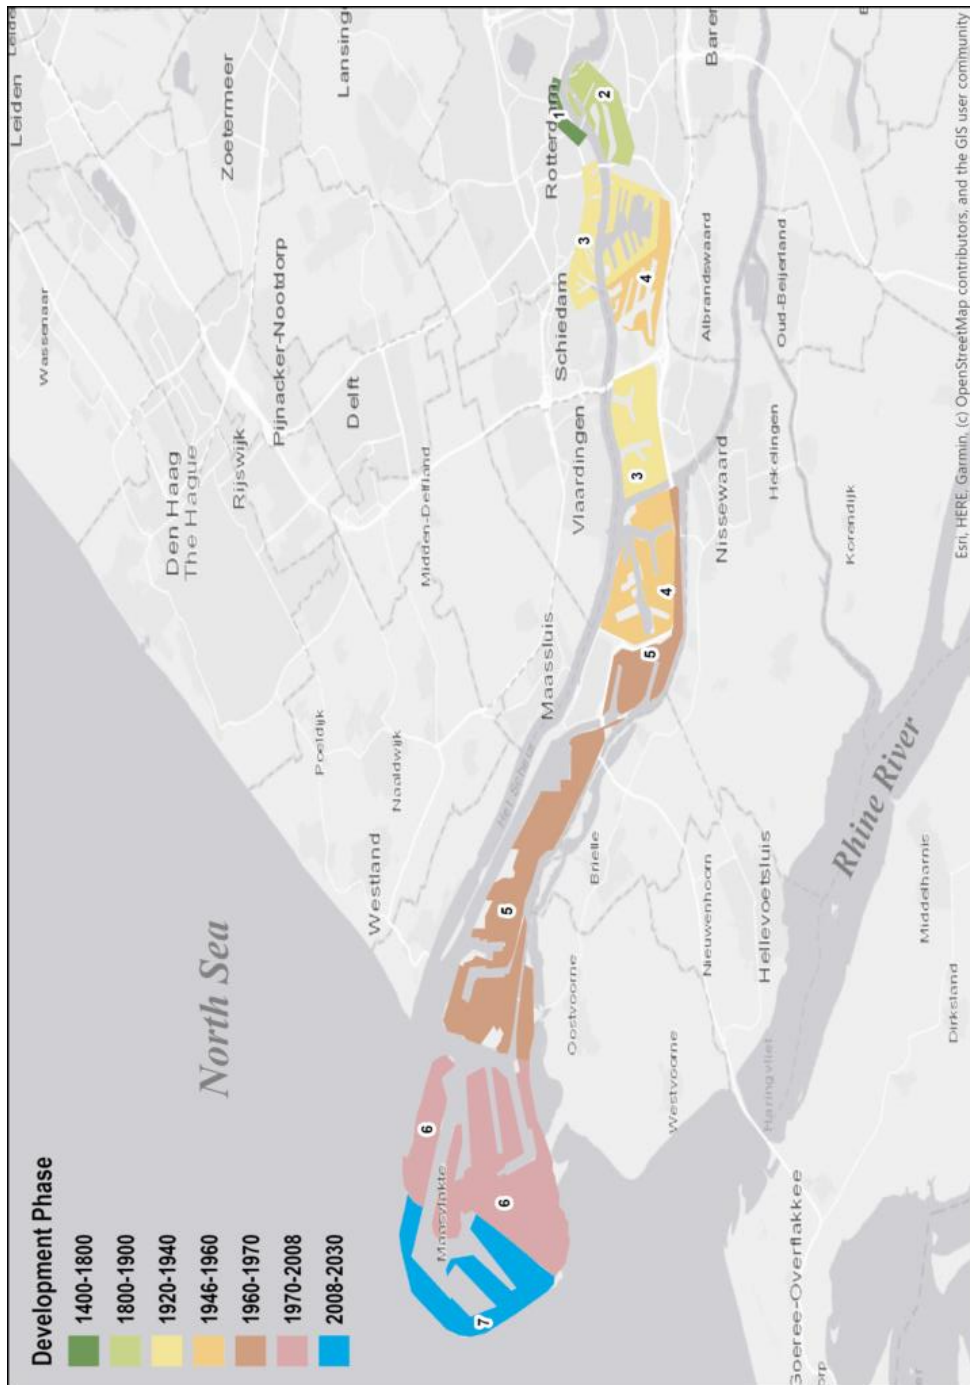 Development Phase
1400-1800
1800-1900
1920-1940
1946-1960
1960-1970
1970-2008
2008-2030
North Sea
Wassenaar
Leiden
Leide
Zoetermeer
Lansinge
Den Haag
The Hague
Rijswijk
Pijnacker-Nootdorp
Poeldijk
Delft
Naaldwijk
Midden-Delfland
Westland
Het Scheur
Maassluis
Vlaardingen
Schiedam
Rotterdam
Maasvlakte
7
6
6
5
5
4
3
4
3
2
1
Oostvoorne
Brielle
Westvoorne
Nieuwenhoorn
Hellevoetsluis
Nissewaard
Hekelingen
Albrandswaard
Oud-Beijerland
Baren
Korendijk
Haringvliet
Rhine River
Goeree-Overflakkee
orp
Dirksland
Middelharnis
Esri, HERE, Garmin, (c) OpenStreetMap contributors, and the GIS user community